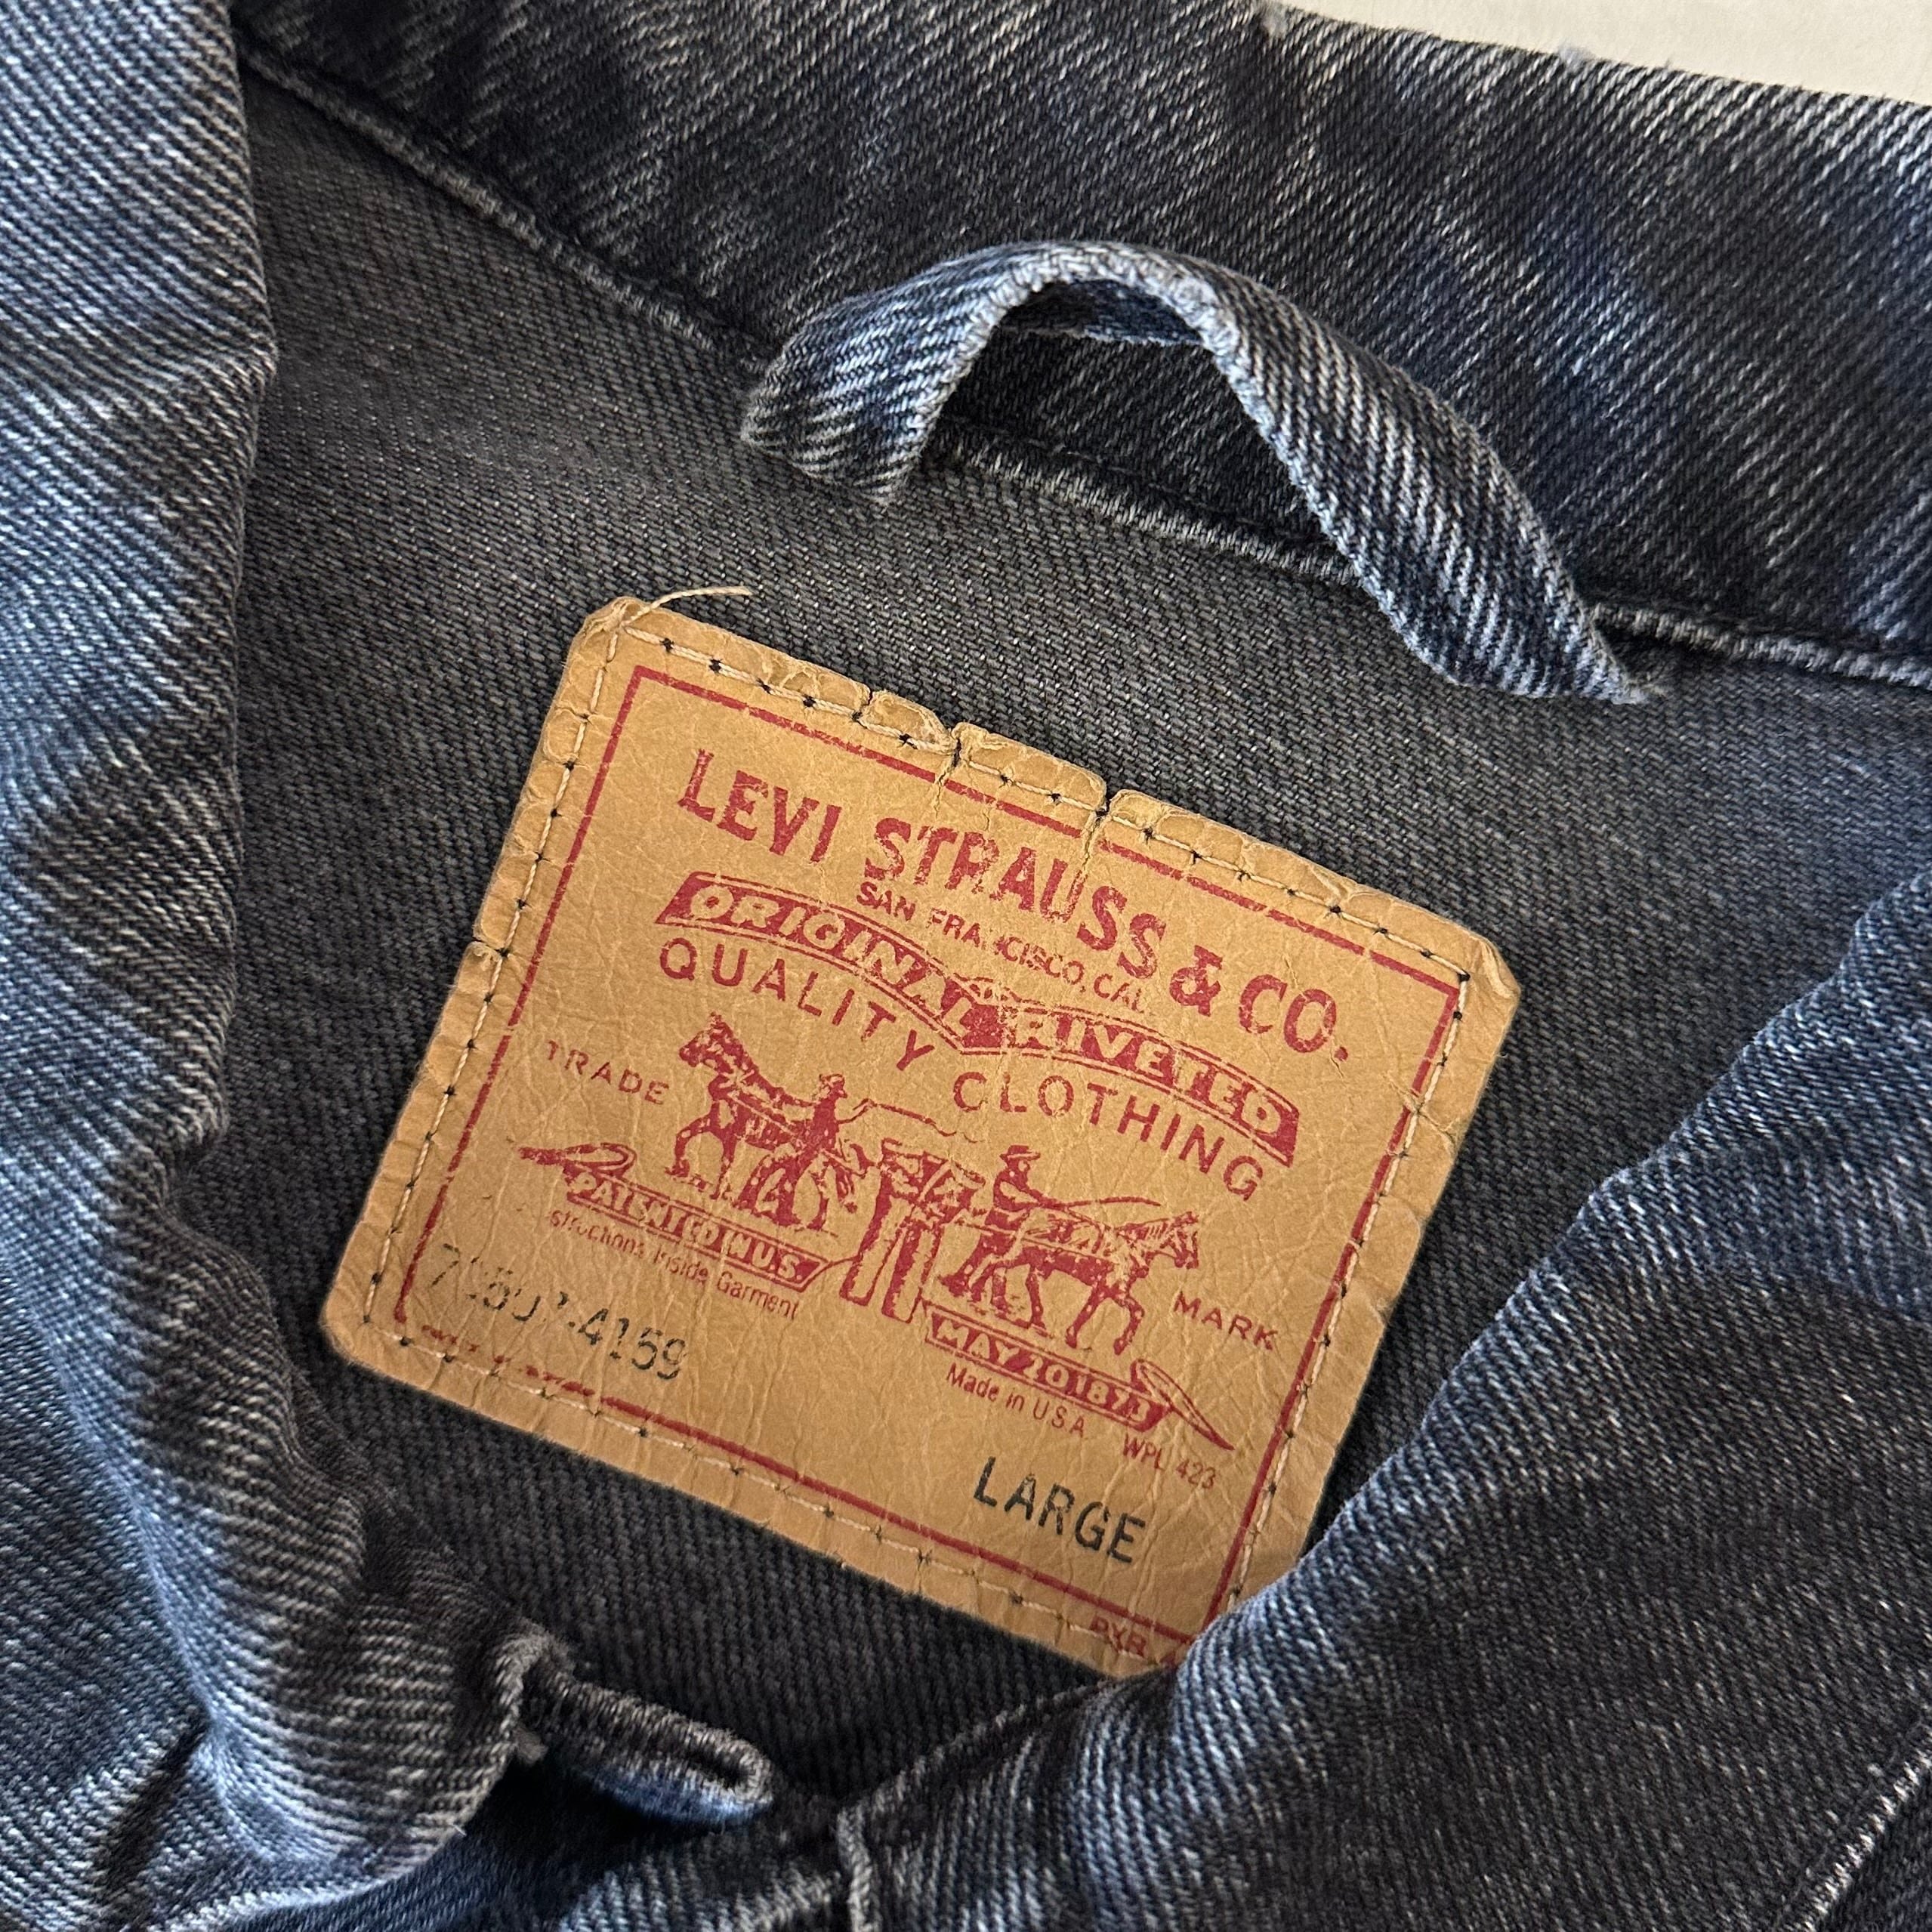 LEVI STRAUSS & CO.
SAN FRANCISCO, CAL
ORIGINAL RIVETED
QUALITY CLOTHING
TRADE
MARK
PATENTED IN U.S.
MAY 20 1873
structions Inside Garment
Made in U S A
WPL 423
LARGE